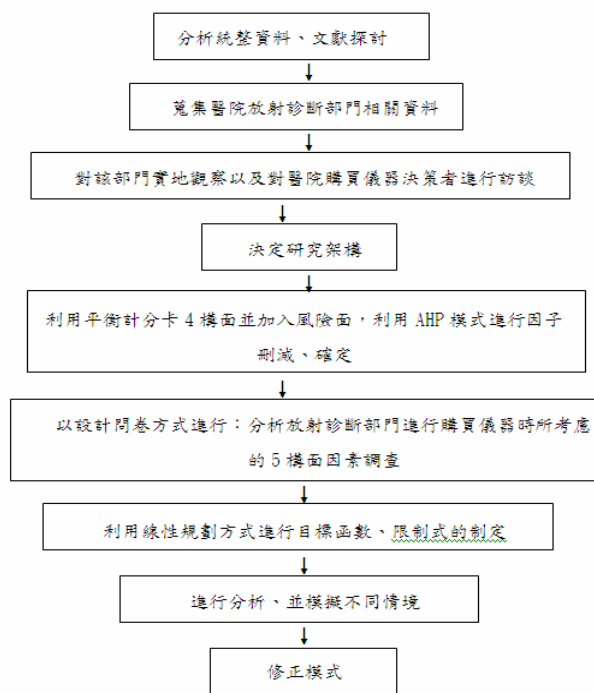 分析統整資料、文獻探討
蒐集醫院放射診斷部門相關資料
對該部門實地觀察以及對醫院購買儀器決策者進行訪談
決定研究架構
利用平衡計分卡 4 構面並加入風險面，利用 AHP 模式進行因子
刪減、確定
以設計問卷方式進行：分析放射診斷部門進行購買儀器時所考慮
的 5 構面因素調查
利用線性規劃方式進行目標函數、限制式的制定
進行分析、並模擬不同情境
修正模式